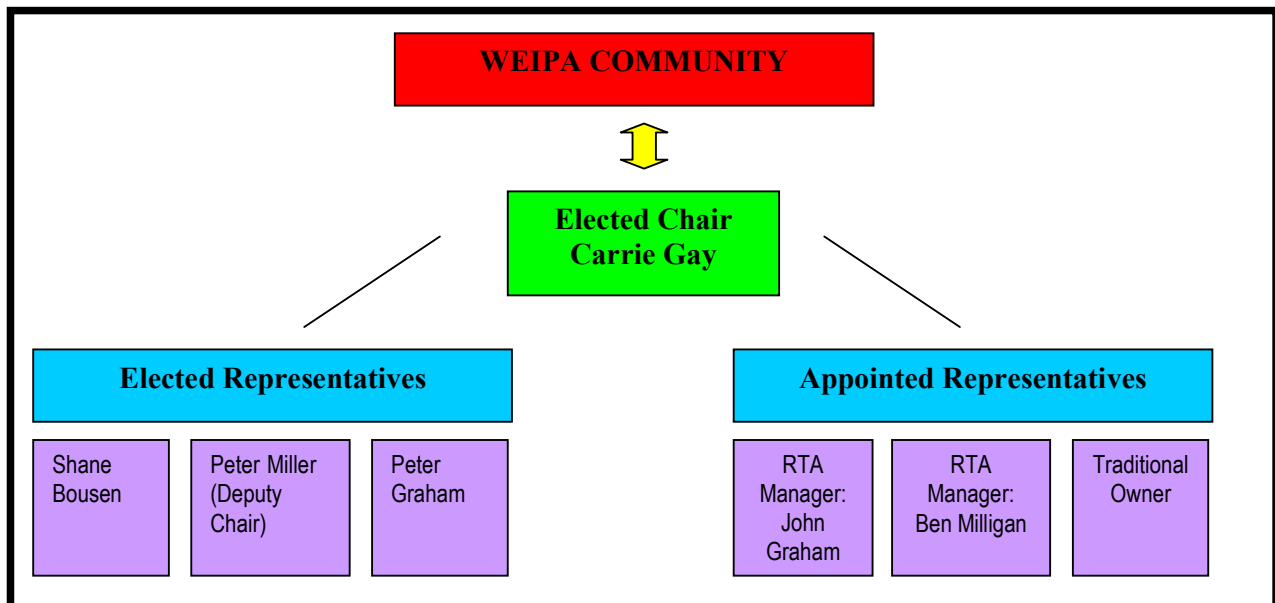 WEIPA COMMUNITY
Elected Chair
Carrie Gay
Elected Representatives
Appointed Representatives
Shane
Bousen
Peter Miller
(Deputy
Chair)
Peter
Graham
RTA
Manager:
John
Graham
RTA
Manager:
Ben Milligan
Traditional
Owner